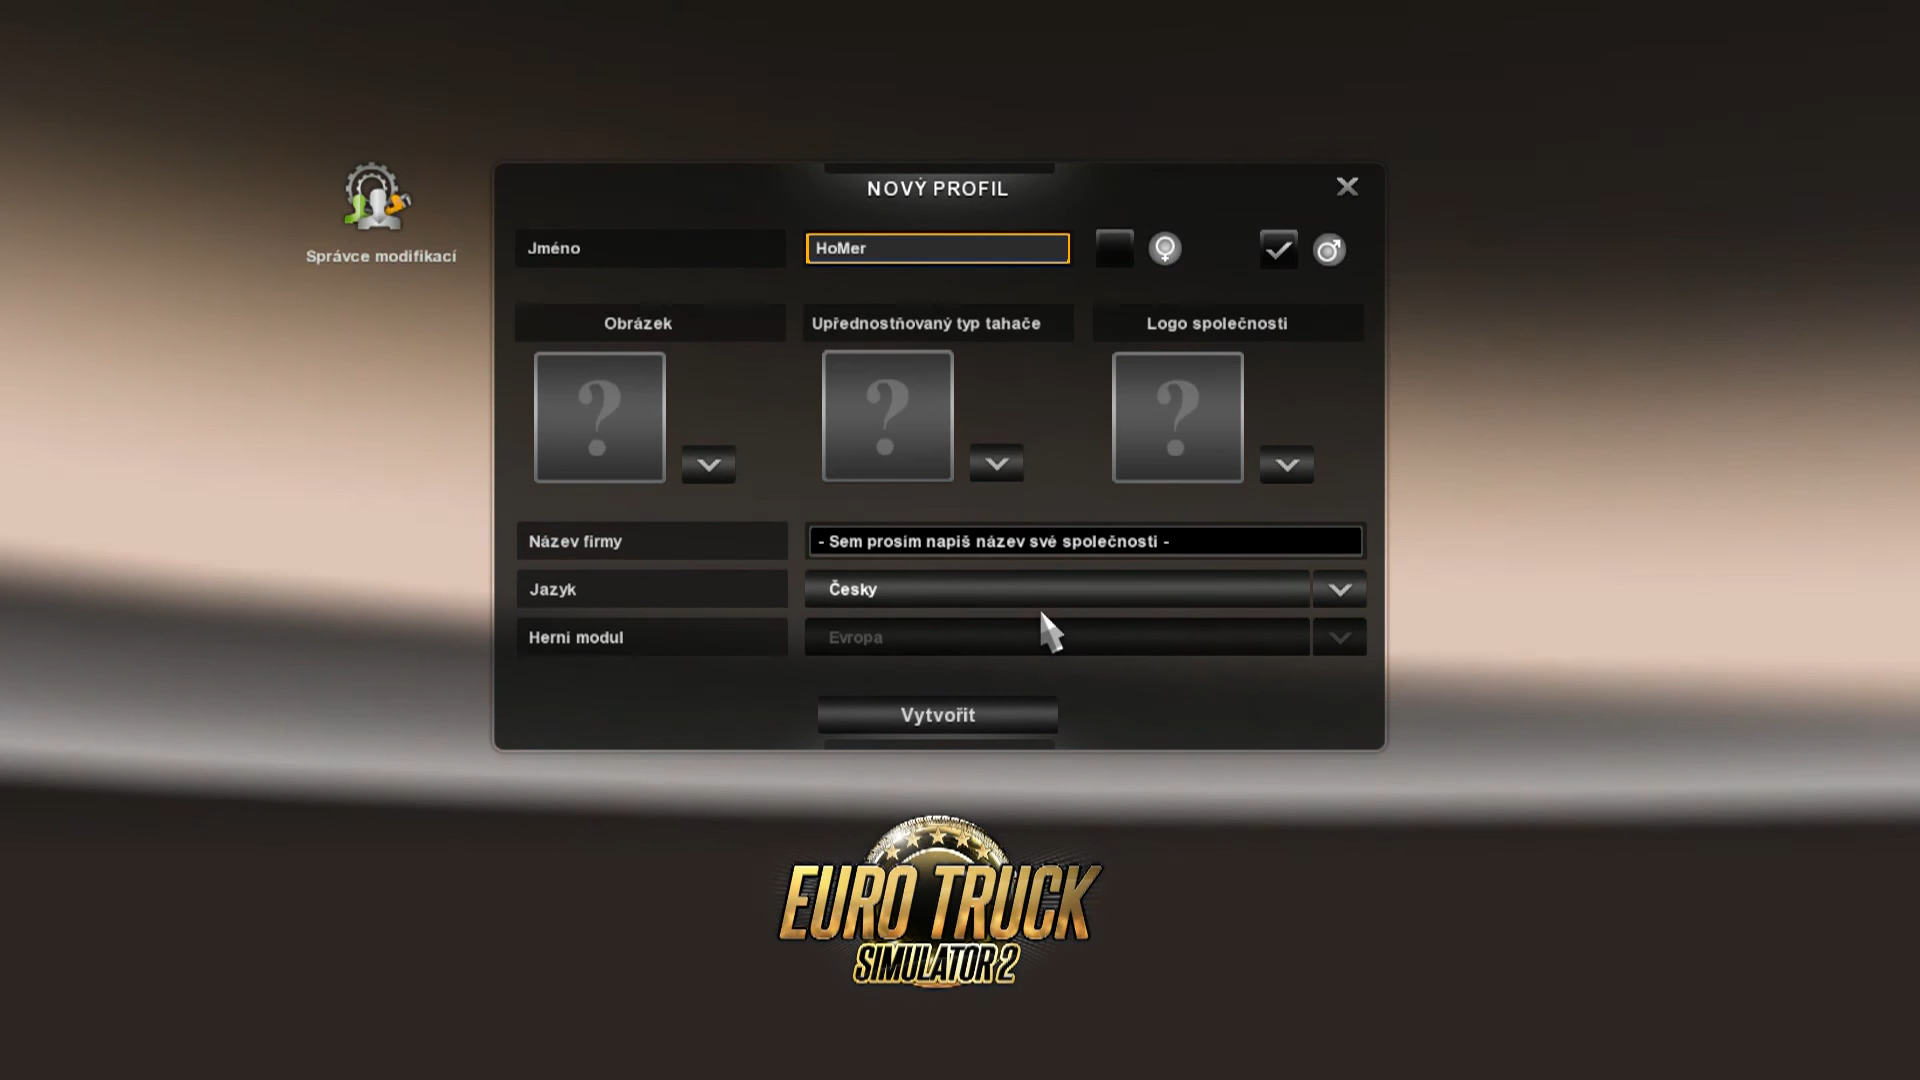 NOVÝ PROFIL
Správce modifikací
Jméno
HoMer
Obrázek
Upřednostňovaný typ tahače
Logo společnosti
?
?
?
Název firmy
- Sem prosím napiš název své společnosti -
Jazyk
Česky
Herní modul
Evropa
Vytvořit
EURO TRUCK
SIMULATOR 2